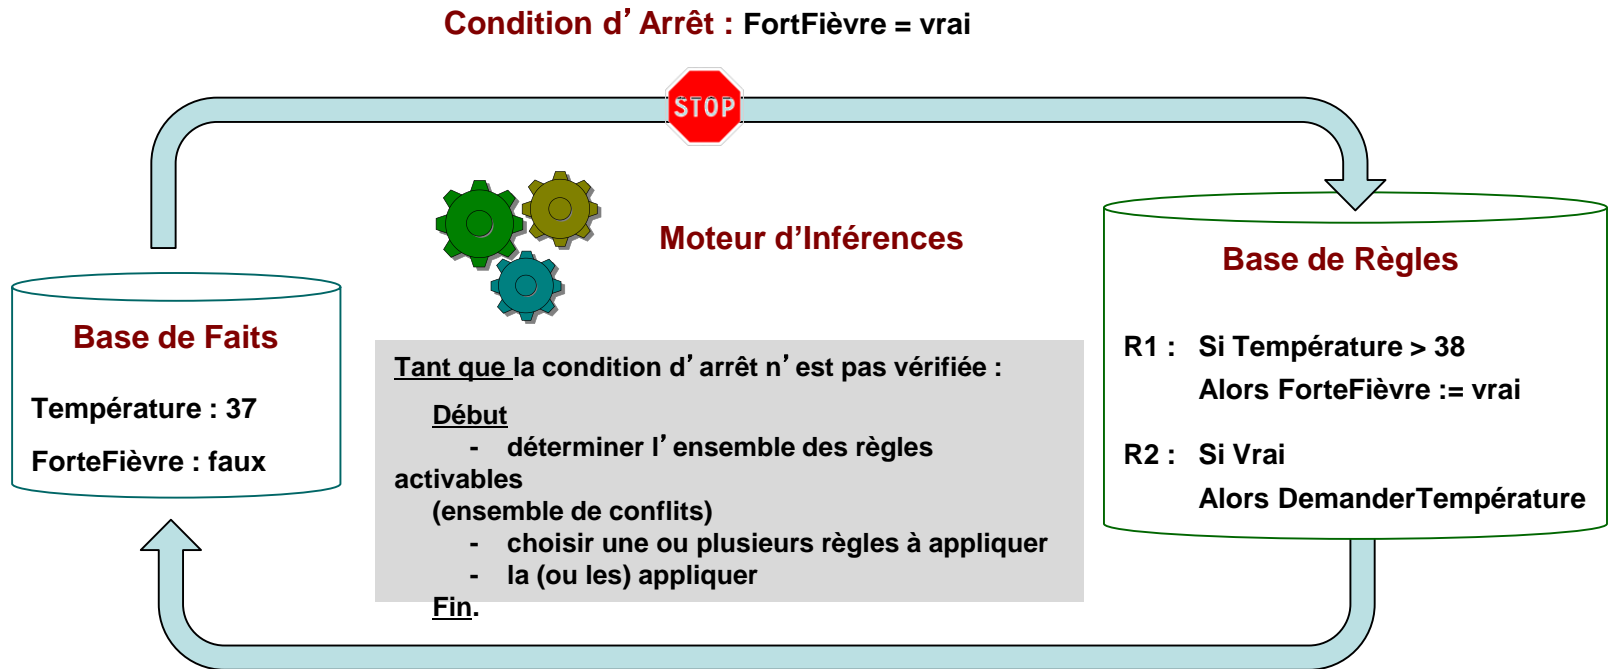 Condition d’Arrêt : FortFièvre = vrai
STOP
Moteur d’Inférences
Base de Faits
Température : 37
ForteFièvre : faux
Tant que la condition d’arrêt n’est pas vérifiée :
Début
- déterminer l’ensemble des règles
activables
(ensemble de conflits)
- choisir une ou plusieurs règles à appliquer
- la (ou les) appliquer
Fin.
Base de Règles
R1 : Si Température > 38
Alors ForteFièvre := vrai
R2 : Si Vrai
Alors DemanderTempérature